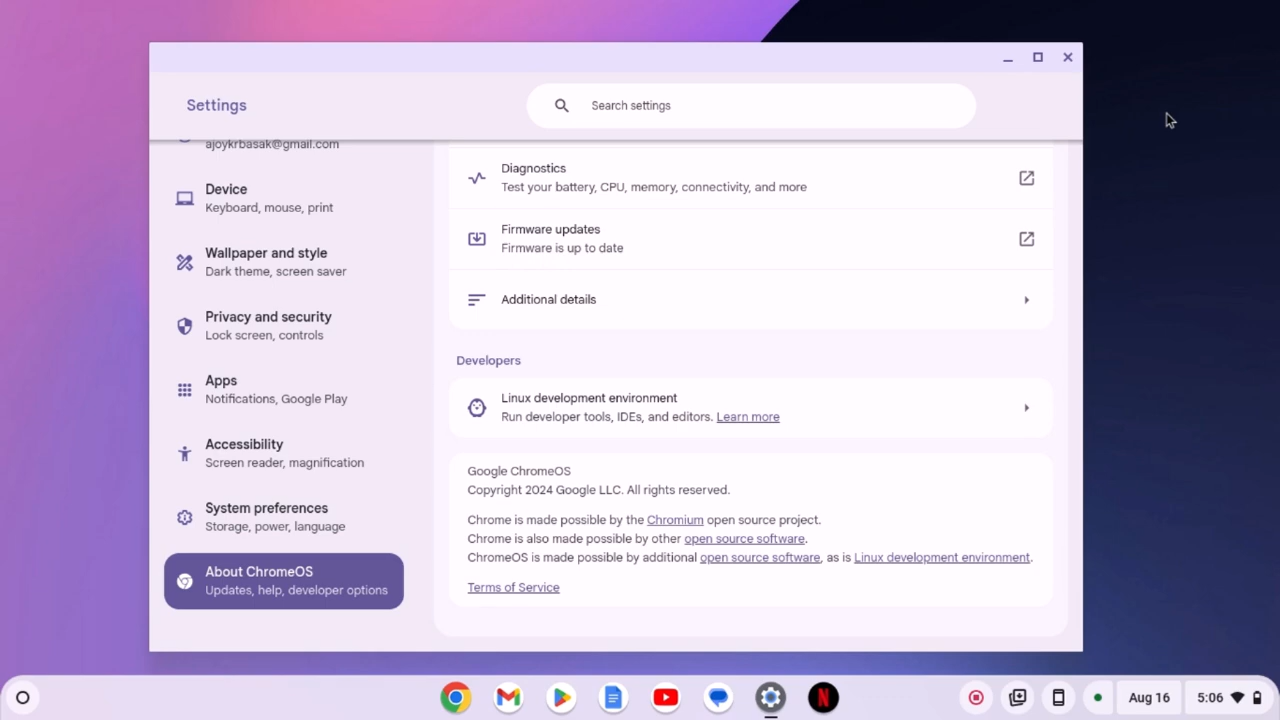 Settings
Search settings
ajoykrbasak@gmail.com
Device
Keyboard, mouse, print
Wallpaper and style
Dark theme, screen saver
Privacy and security
Lock screen, controls
Apps
Notifications, Google Play
Accessibility
Screen reader, magnification
System preferences
Storage, power, language
About ChromeOS
Updates, help, developer options
Diagnostics
Test your battery, CPU, memory, connectivity, and more
Firmware updates
Firmware is up to date
Additional details
Developers
Linux development environment
Run developer tools, IDEs, and editors. Learn more
Google ChromeOS
Copyright 2024 Google LLC. All rights reserved.
Chrome is made possible by the Chromium open source project.
Chrome is also made possible by other open source software.
ChromeOS is made possible by additional open source software, as is Linux development environment.
Terms of Service
N
Aug 16
5:06